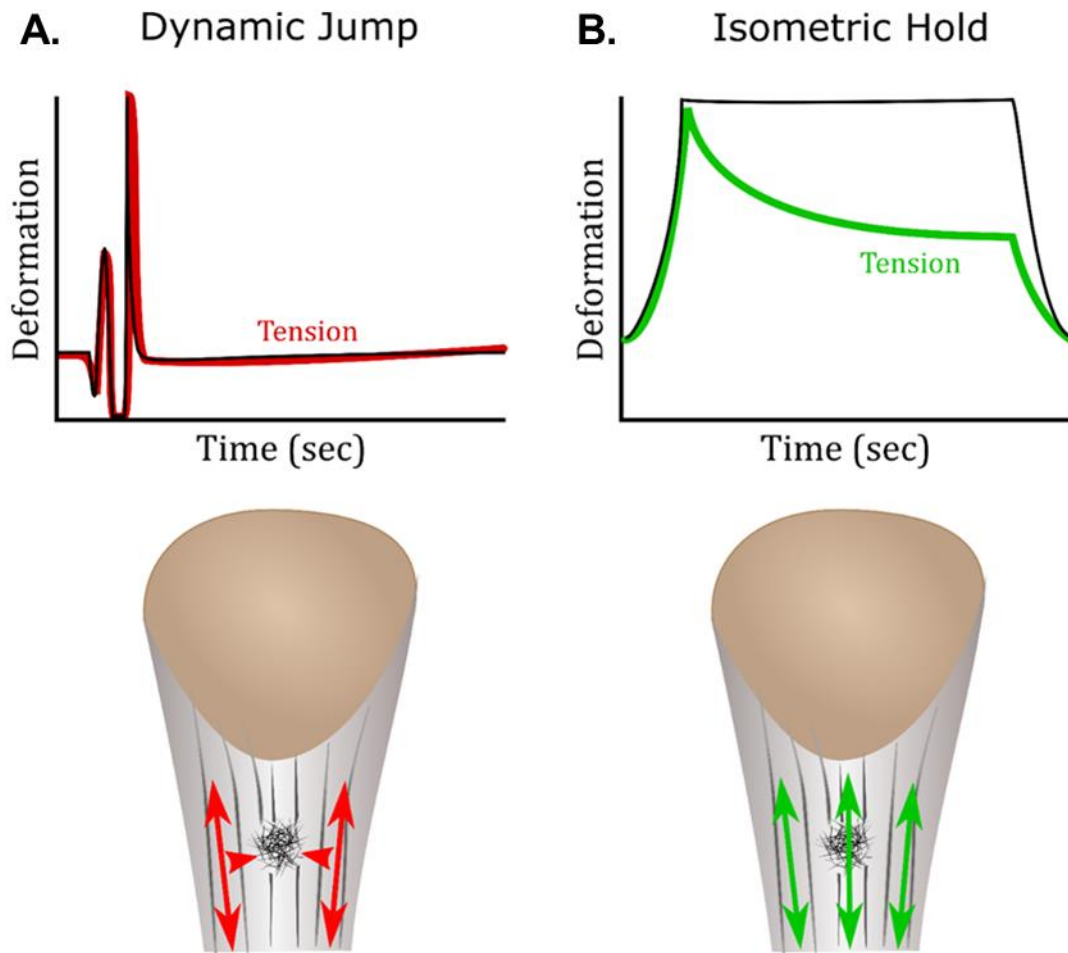 A. Dynamic Jump
Deformation
Tension
Time (sec)
B. Isometric Hold
Deformation
Tension
Time (sec)